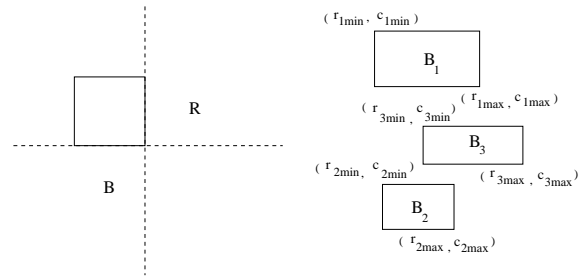 R
B
( r1min, c1min )
B1
( r1max, c1max )
( r3min, c3min )
B3
( r2min, c2min )
( r3max, c3max )
B2
( r2max, c2max )